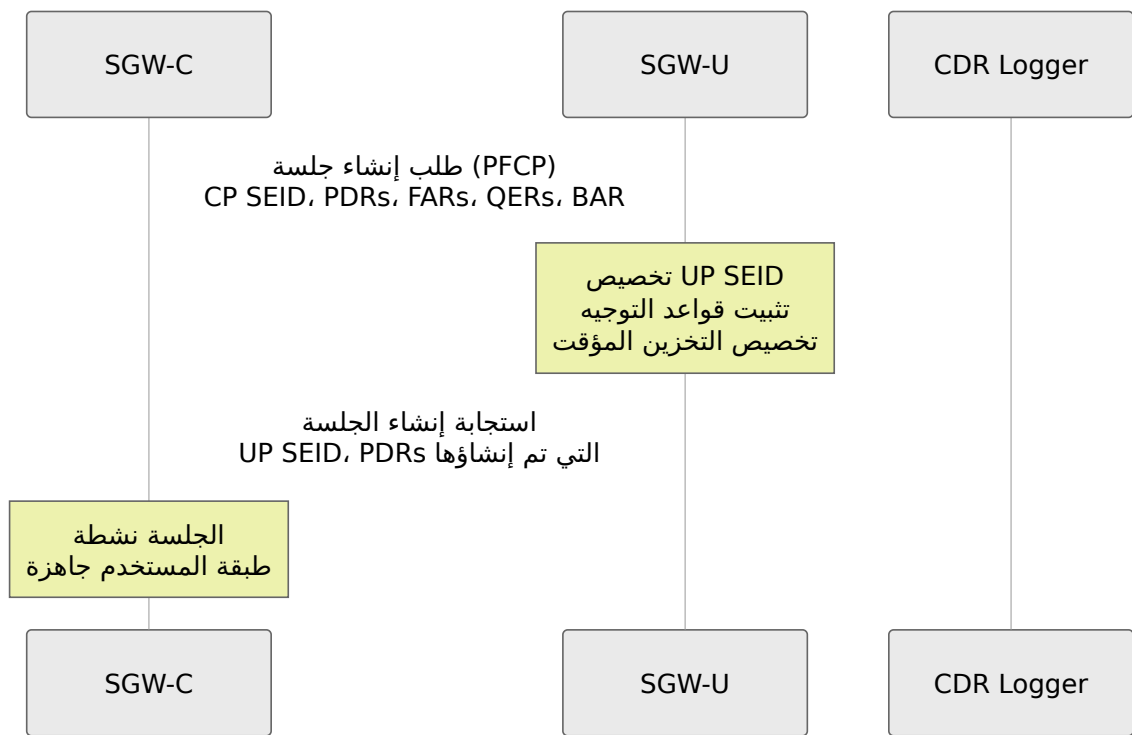 SGW-C
SGW-U
CDR Logger
طلب إنشاء جلسة (PFCP)
CP SEID، PDRs، FARs، QERs، BAR
تخصيص UP SEID
تثبيت قواعد التوجيه
تخصيص التخزين المؤقت
استجابة إنشاء الجلسة
UP SEID، PDRs التي تم إنشاؤها
الجلسة نشطة
طبقة المستخدم جاهزة
SGW-C
SGW-U
CDR Logger